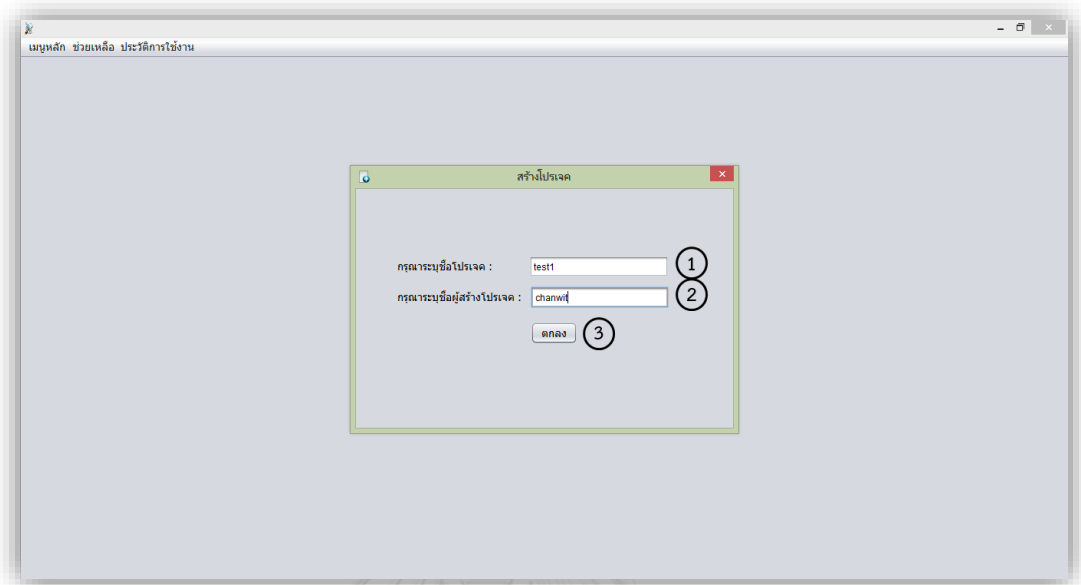 เมนูหลัก ช่วยเหลือ ประวัติการใช้งาน
สร้างโปรเจค
กรุณาระบุชื่อโปรเจค : test1 1
กรุณาระบุชื่อผู้สร้างโปรเจค : chanwit 2
ตกลง 3